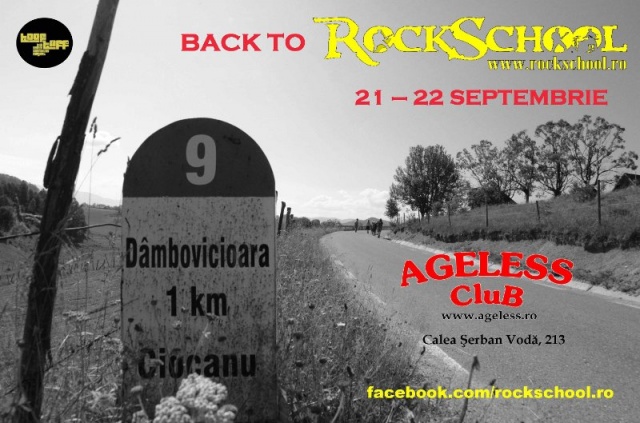 BACK TO ROCKSCHOOL
www.rockschool.ro
21 – 22 SEPTEMBRIE
9
Dâmbovicioara
1 km
Ciocanu
AGELESS
CluB
www.ageless.ro
Calea Şerban Vodă, 213
facebook.com/rockschool.ro